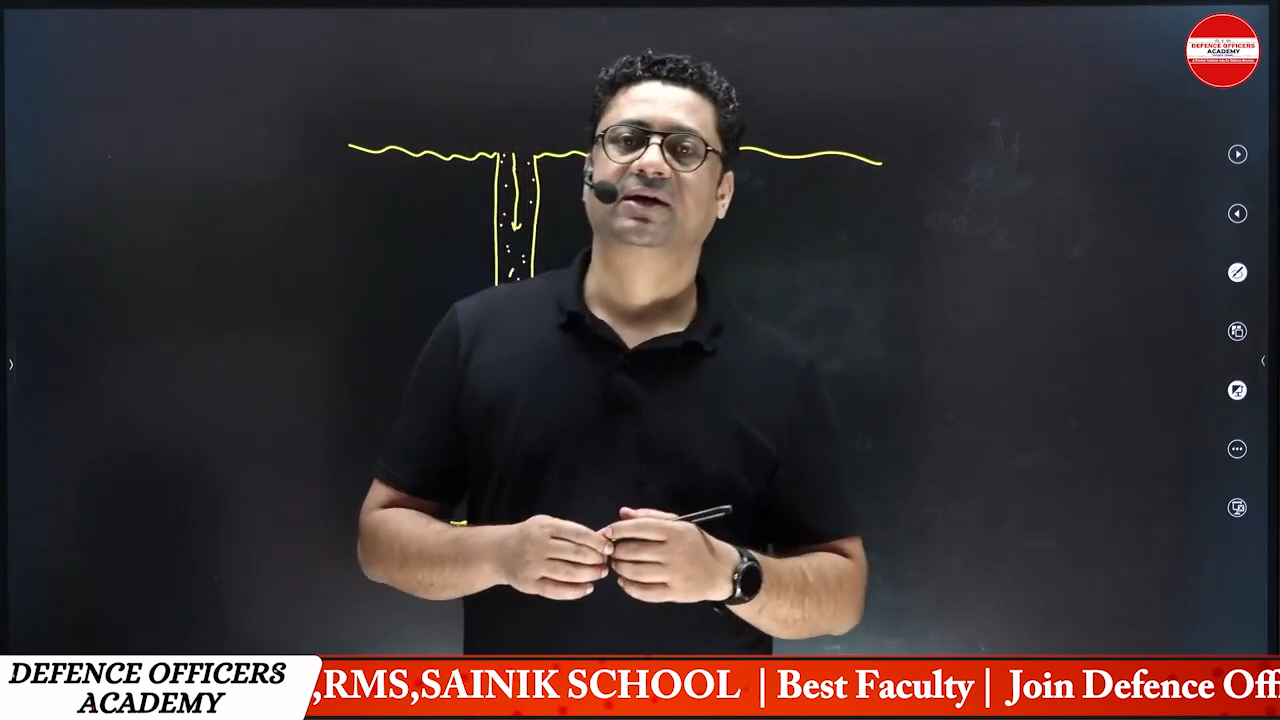 DEFENCE OFFICERS
ACADEMY
DEFENCE OFFICERS
ACADEMY
,RMS,SAINIK SCHOOL | Best Faculty | Join Defence Off